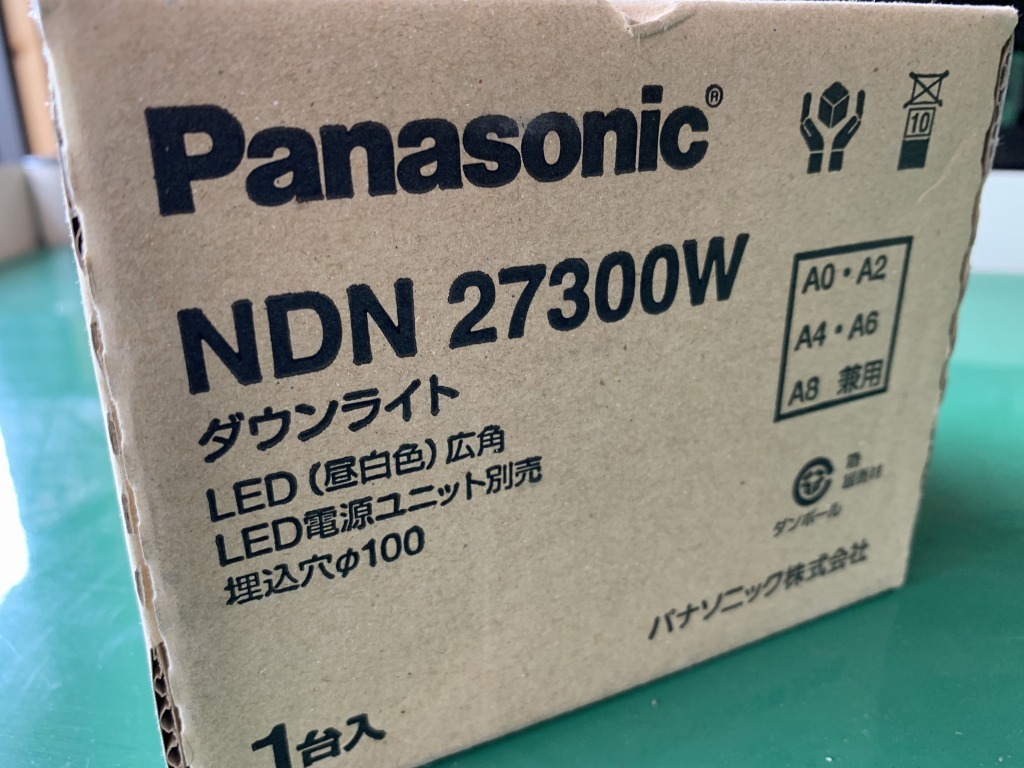 Panasonic®
10
NDN 27300W
A0・A2
A4・A6
A8 兼用
ダウンライト
LED(昼白色)広角
LED電源ユニット別売
埋込穴φ100
ダンボール
パナソニック株式会社
1台入